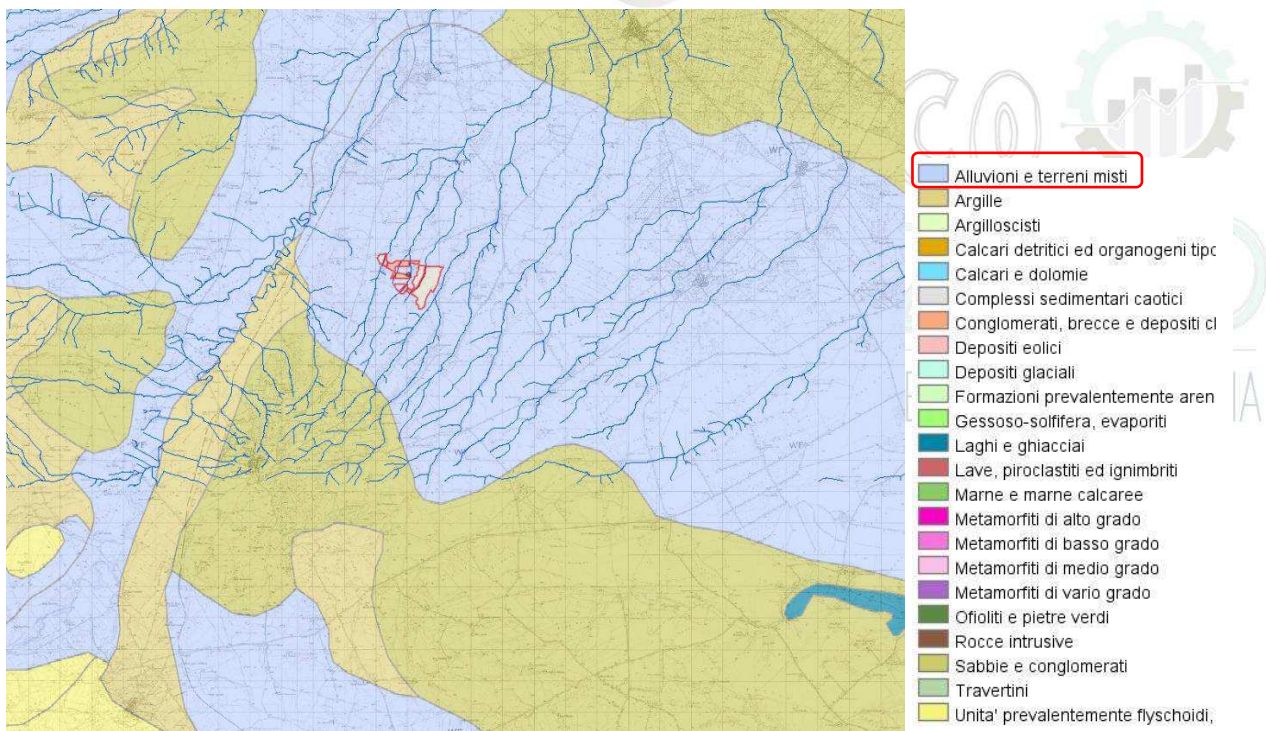 CO
IA
Alluvioni e terreni misti
Argille
Argilloscisti
Calcari detritici ed organogeni tipo
Calcari e dolomie
Complessi sedimentari caotici
Conglomerati, brecce e depositi cl
Depositi eolici
Depositi glaciali
Formazioni prevalentemente aren
Gessoso-solfifera, evaporiti
Laghi e ghiacciai
Lave, piroclastiti ed ignimbriti
Marne e marne calcaree
Metamorfiti di alto grado
Metamorfiti di basso grado
Metamorfiti di medio grado
Metamorfiti di vario grado
Ofioliti e pietre verdi
Rocce intrusive
Sabbie e conglomerati
Travertini
Unita' prevalentemente flyschoidi,